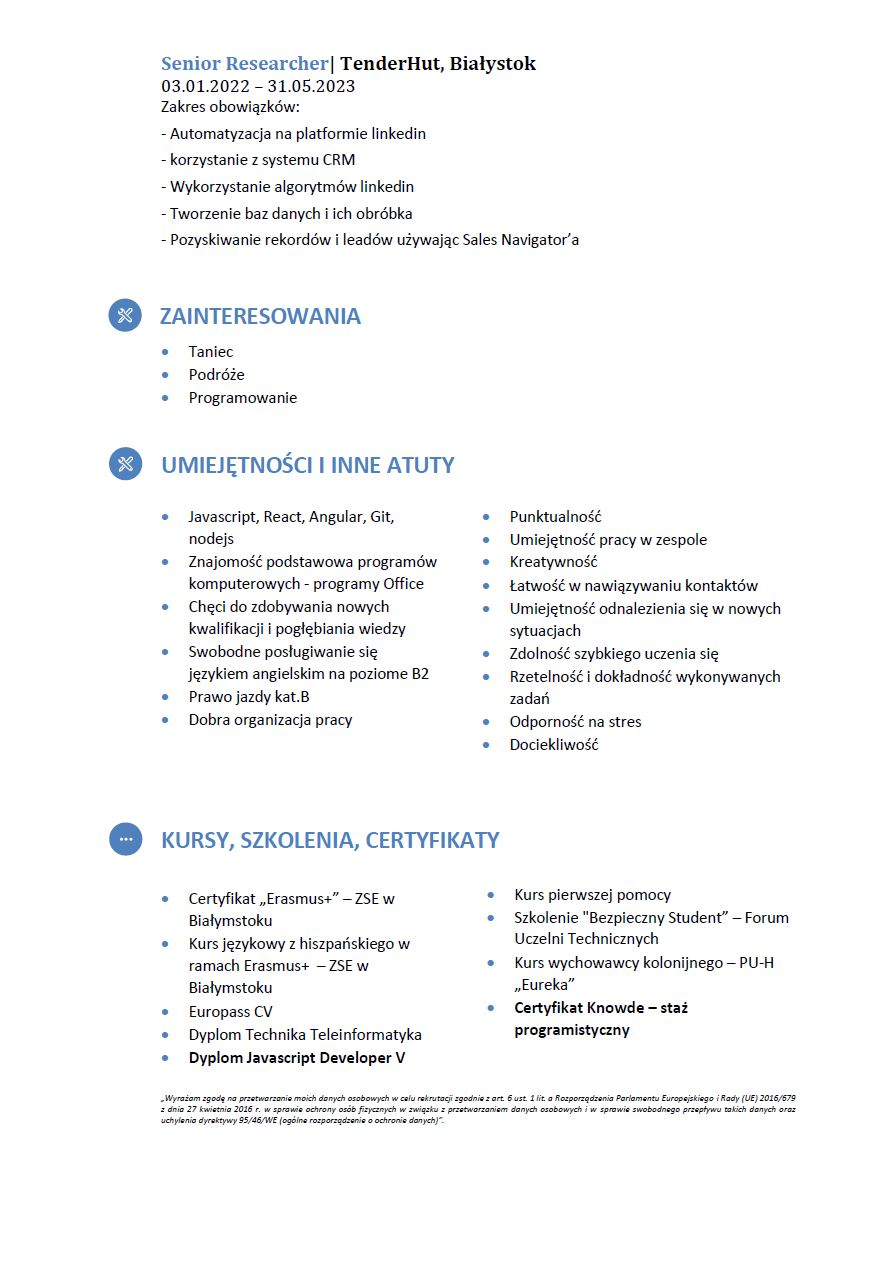 Senior Researcher| TenderHut, Białystok
03.01.2022 – 31.05.2023
Zakres obowiązków:
- Automatyzacja na platformie linkedin
- korzystanie z systemu CRM
- Wykorzystanie algorytmów linkedin
- Tworzenie baz danych i ich obróbka
- Pozyskiwanie rekordów i leadów używając Sales Navigator’a
ZAINTERESOWANIA
• Taniec
• Podróże
• Programowanie
UMIEJĘTNOŚCI I INNE ATUTY
• Javascript, React, Angular, Git,
nodejs
• Znajomość podstawowa programów
komputerowych - programy Office
• Chęci do zdobywania nowych
kwalifikacji i pogłębiania wiedzy
• Swobodne posługiwanie się
językiem angielskim na poziome B2
• Prawo jazdy kat.B
• Dobra organizacja pracy
• Punktualność
• Umiejętność pracy w zespole
• Kreatywność
• Łatwość w nawiązywaniu kontaktów
• Umiejętność odnalezienia się w nowych
sytuacjach
• Zdolność szybkiego uczenia się
• Rzetelność i dokładność wykonywanych
zadań
• Odporność na stres
• Dociekliwość
KURSY, SZKOLENIA, CERTYFIKATY
• Certyfikat „Erasmus+” – ZSE w
Białymstoku
• Kurs językowy z hiszpańskiego w
ramach Erasmus+ – ZSE w
Białymstoku
• Europass CV
• Dyplom Technika Teleinformatyka
• Dyplom Javascript Developer V
• Kurs pierwszej pomocy
• Szkolenie "Bezpieczny Student” – Forum
Uczelni Technicznych
• Kurs wychowawcy kolonijnego – PU-H
„Eureka”
• Certyfikat Knowde – staż
programistyczny
„Wyrażam zgodę na przetwarzanie moich danych osobowych w celu rekrutacji zgodnie z art. 6 ust. 1 lit. a Rozporządzenia Parlamentu Europejskiego i Rady (UE) 2016/679
z dnia 27 kwietnia 2016 r. w sprawie ochrony osób fizycznych w związku z przetwarzaniem danych osobowych i w sprawie swobodnego przepływu takich danych oraz
uchylenia dyrektywy 95/46/WE (ogólne rozporządzenie o ochronie danych)”.